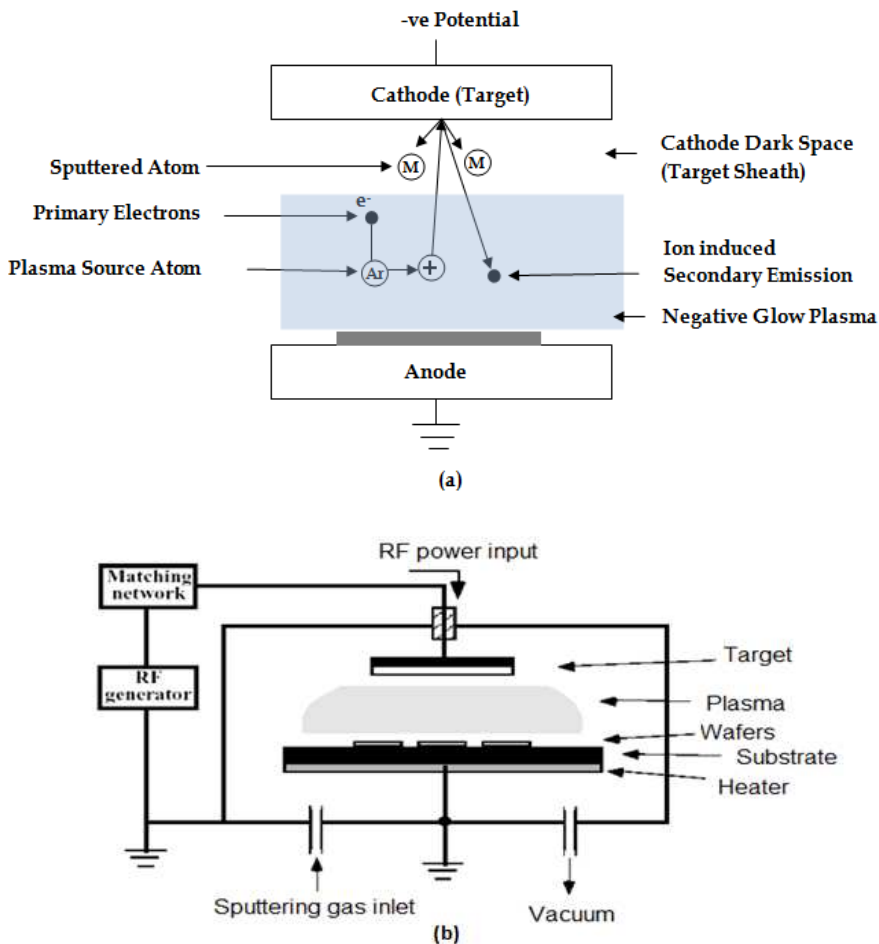 -ve Potential
Cathode (Target)
Cathode Dark Space
(Target Sheath)
Sputtered Atom
M
M
Primary Electrons
e-
Plasma Source Atom
Ar
+
Ion induced
Secondary Emission
Negative Glow Plasma
Anode
(a)
RF power input
Matching
network
RF
generator
Target
Plasma
Wafers
Substrate
Heater
Sputtering gas inlet
Vacuum
(b)